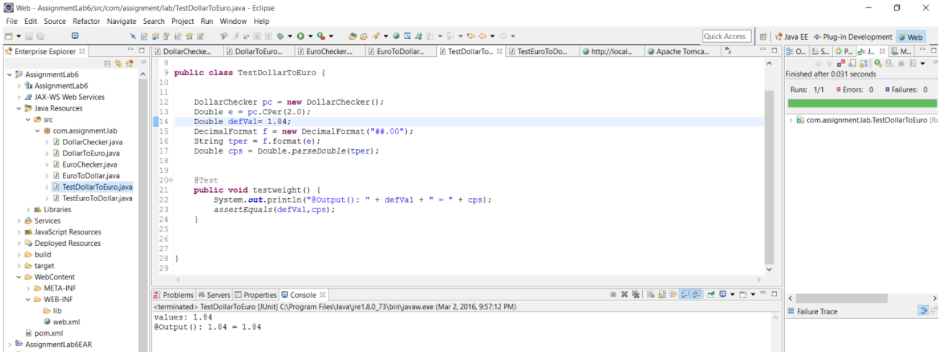 Web - AssignmentLab6/src/com/assignment/lab/TestDollarToEuro.java - Eclipse
File Edit Source Refactor Navigate Search Project Run Window Help
Quick Access
Java EE
Plug-in Development
Web
Enterprise Explorer
AssignmentLab6
AssignmentLab6
JAX-WS Web Services
Java Resources
src
com.assignment.lab
DollarChecker.java
DollarToEuro.java
EuroChecker.java
EuroToDollar.java
TestDollarToEuro.java
TestEuroToDollar.java
Libraries
Services
JavaScript Resources
Deployed Resources
build
target
WebContent
META-INF
WEB-INF
lib
web.xml
pom.xml
AssignmentLab6EAR
DollarChecke...
DollarToEuro...
EuroChecker...
EuroToDollar...
TestDollarTo...
TestEuroToDo...
http://local...
Apache Tomca...
8
9 public class TestDollarToEuro {
10
11
12 DollarChecker pc = new DollarChecker();
13 Double e = pc.CPer(2.0);
14 Double defVal= 1.84;
15 DecimalFormat f = new DecimalFormat("##.00");
16 String tper = f.format(e);
17 Double cps = Double.parseDouble(tper);
18
19
20 @Test
21 public void testweight() {
22 System.out.println("@Output(): " + defVal + " = " + cps);
23 assertEquals(defVal,cps);
24 }
25
26
27
28 }
29
Problems
Servers
Properties
Console
<terminated> TestDollarToEuro [JUnit] C:\Program Files\Java\jre1.8.0_73\bin\javaw.exe (Mar 2, 2016, 9:57:12 PM)
values: 1.84
@Output(): 1.84 = 1.84
O...
S...
P...
J...
M...
Finished after 0.031 seconds
Runs: 1/1
Errors: 0
Failures: 0
com.assignment.lab.TestDollarToEuro
Failure Trace